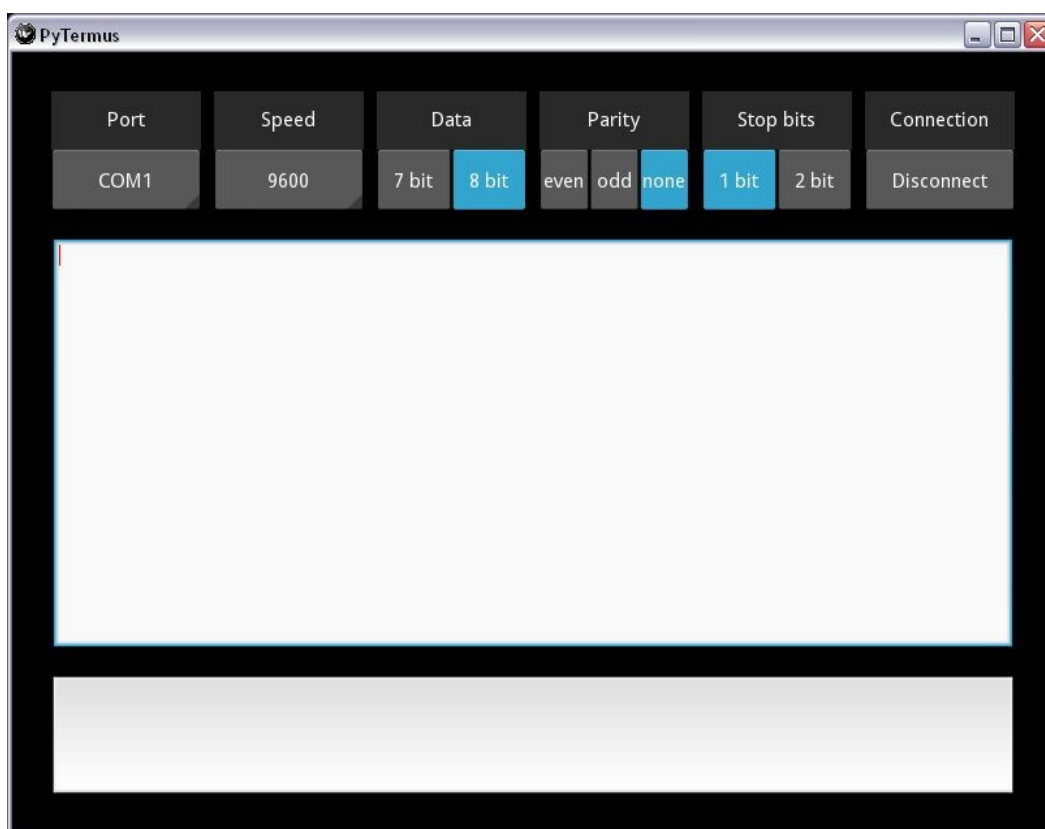 PyTermus
Port Speed Data Parity Stop bits Connection
COM1 9600 7 bit 8 bit even odd none 1 bit 2 bit Disconnect